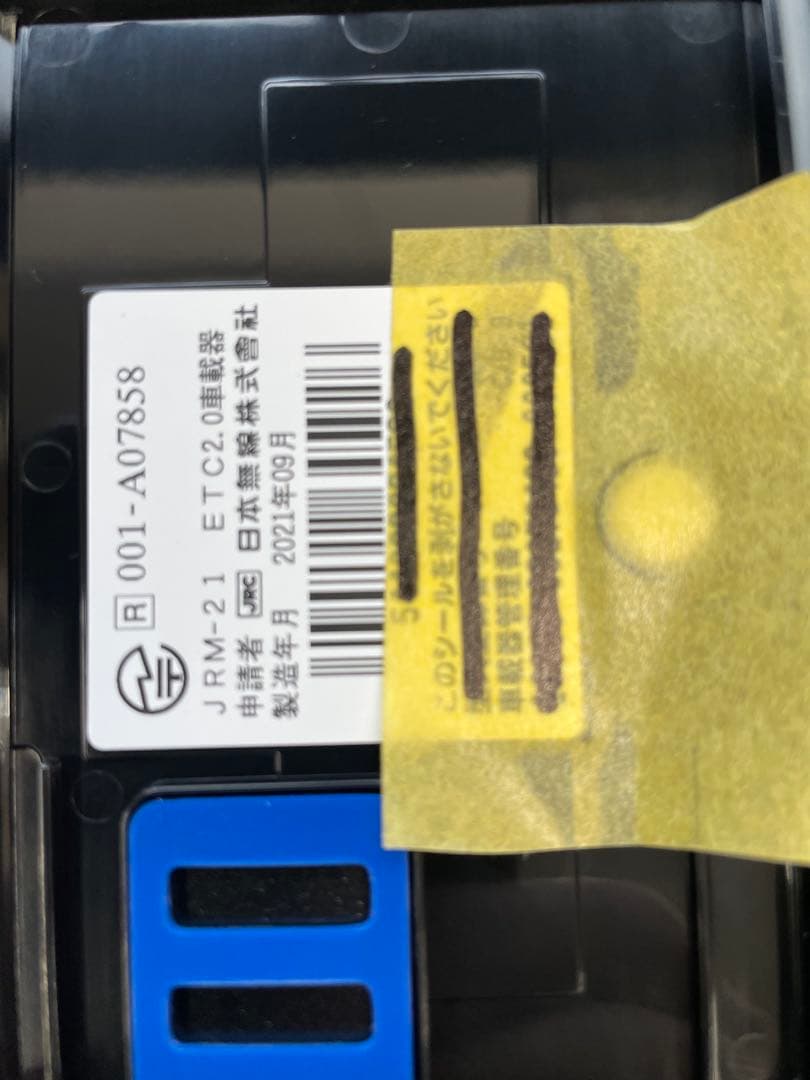 R 001-A07858
JRM-21 ETC2.0車載器
申請者 JRC 日本無線株式會社
製造年月 2021年09月
このシールを剥がさないでください
車載器管理番号